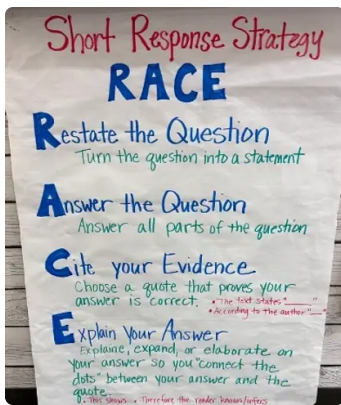 Short Response Strategy
RACE
Restate the Question
Turn the question into a statement
Answer the Question
Answer all parts of the question
Cite your Evidence
Choose a quote that proves your
answer is correct. • The text states "____."
• According to the author "__"
Explain Your Answer
Explaine, expand, or elaborate on
your answer so you "connect the
dots" between your answer and the
quote.
• This shows • Therefore the reader knows/infers